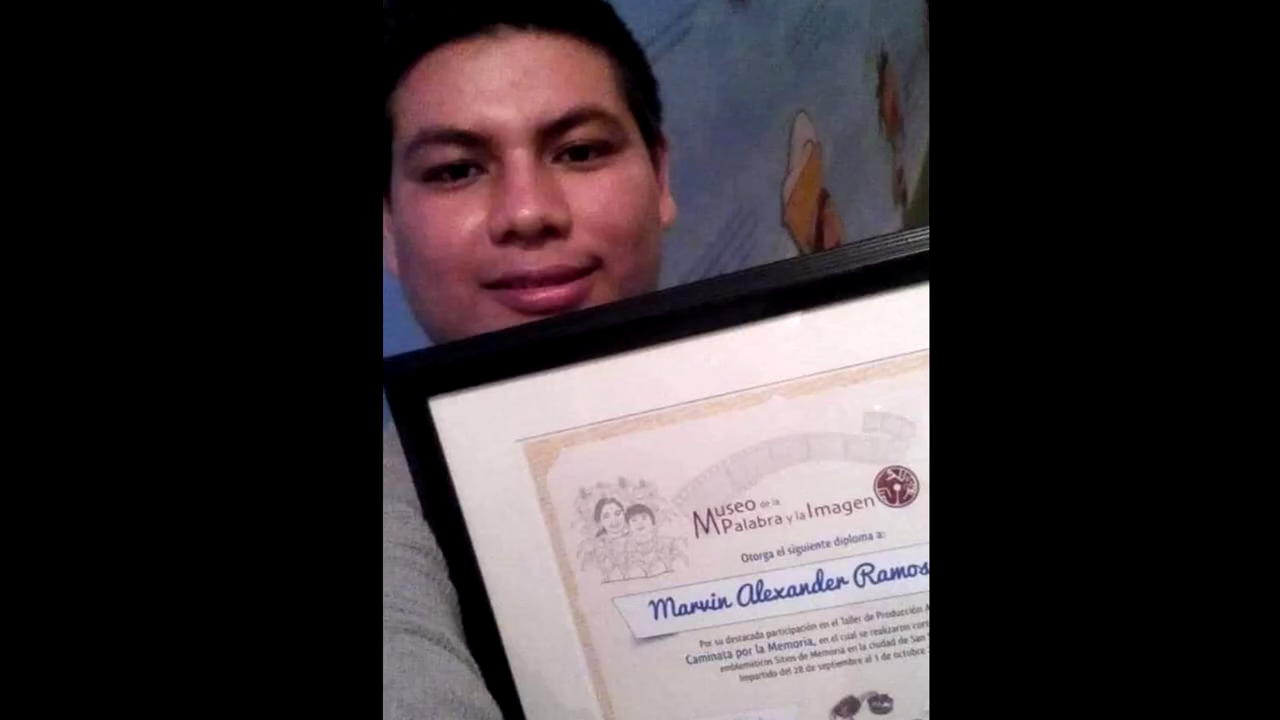 Museo de la
Palabra y la Imagen
Otorga el siguiente diploma a:
Marvin Alexander Ramos
Por su destacada participación en el Taller de Producción A
Caminata por la Memoria, en el cual se realizaron cort
emblemáticos Sitios de Memoria en la ciudad de San
Impartido del 28 de septiembre al 1 de octubre